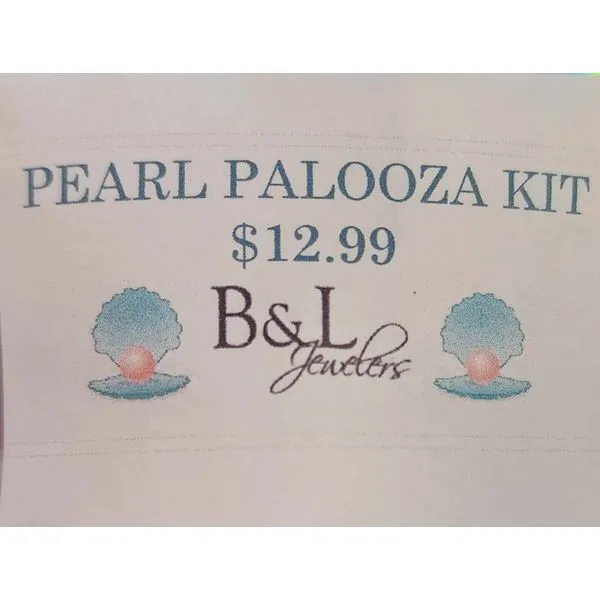 PEARL PALOOZA KIT
$12.99
B&L
Jewelers